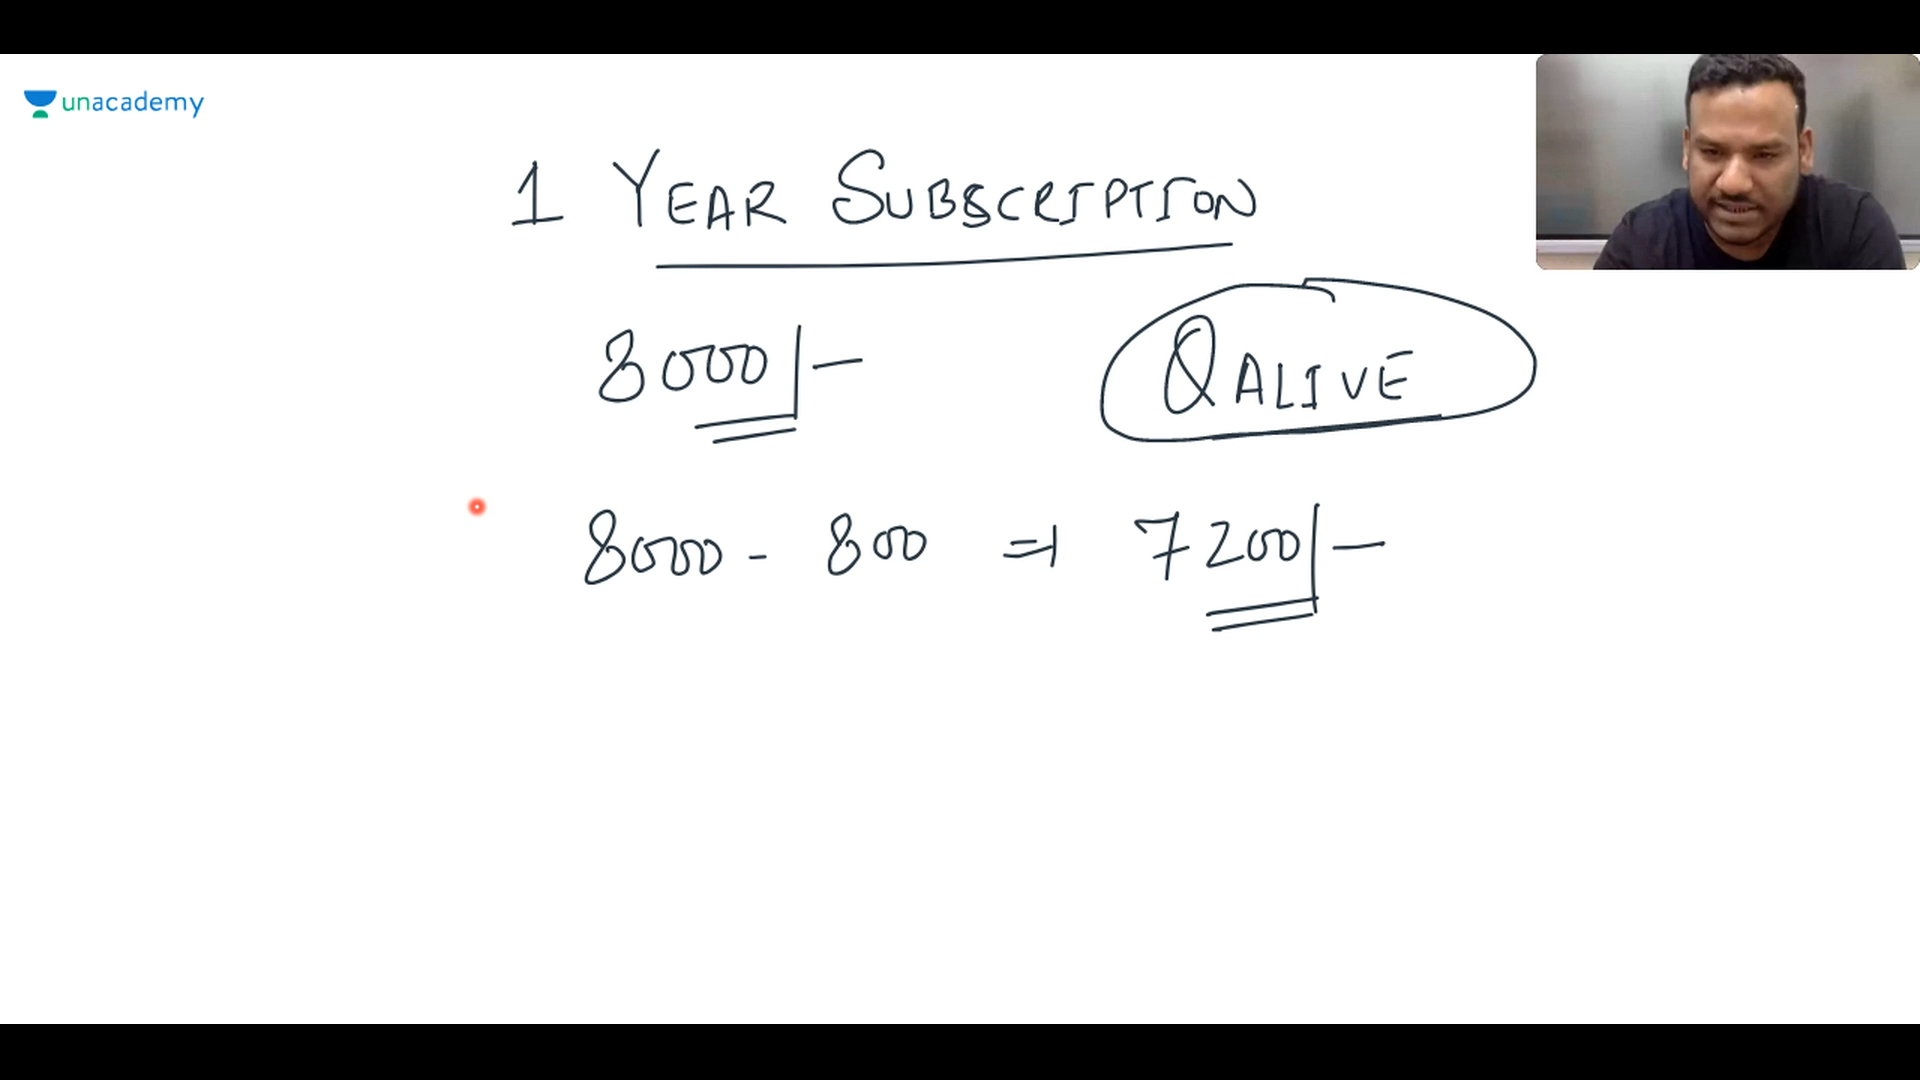 unacademy
1 YEAR SUBSCRIPTION
8000/-
QALIVE
8000 - 800 => 7200/-